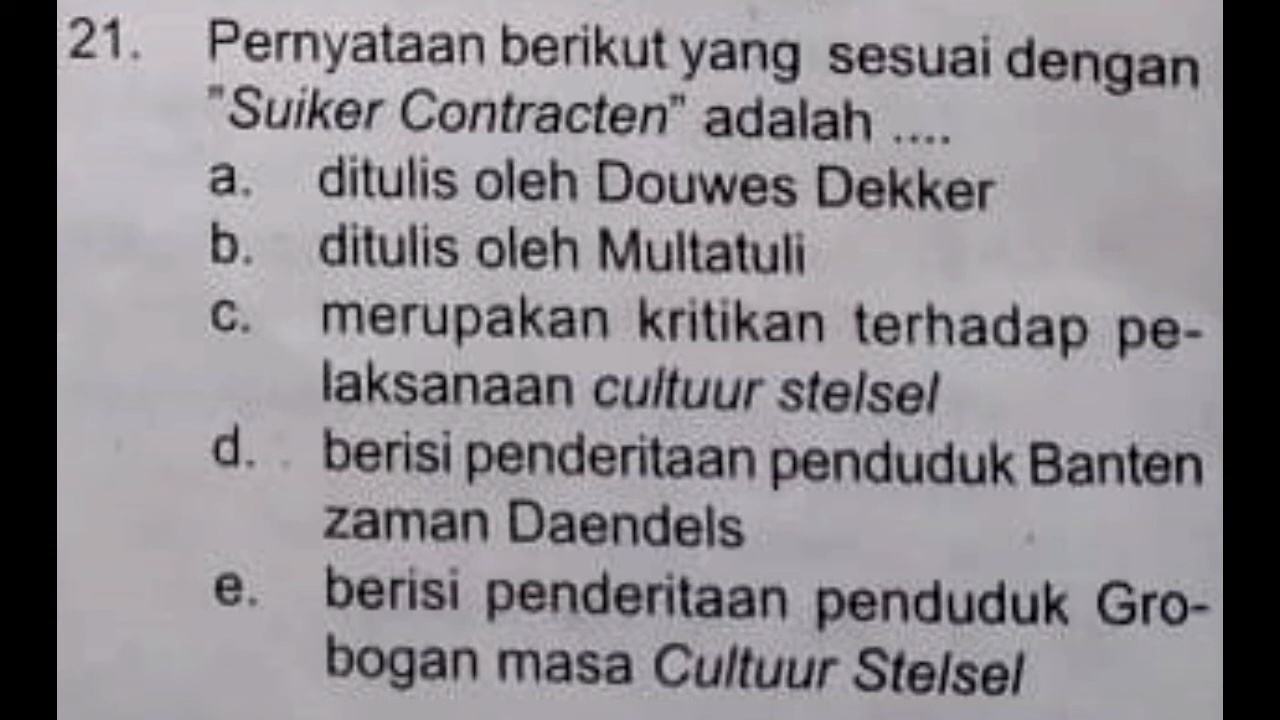 21. Pernyataan berikut yang sesuai dengan
"Suiker Contracten" adalah ....
a. ditulis oleh Douwes Dekker
b. ditulis oleh Multatuli
c. merupakan kritikan terhadap pe-
laksanaan cultuur stelsel
d. berisi penderitaan penduduk Banten
zaman Daendels
e. berisi penderitaan penduduk Gro-
bogan masa Cultuur Stelsel